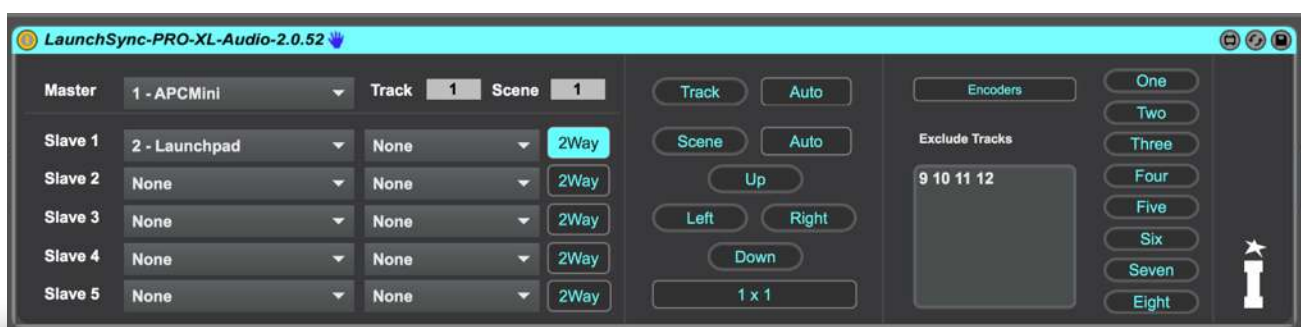 LaunchSync-PRO-XL-Audio-2.0.52
Master 1 - APCMini Track 1 Scene 1
Slave 1 2 - Launchpad None 2Way
Slave 2 None None 2Way
Slave 3 None None 2Way
Slave 4 None None 2Way
Slave 5 None None 2Way
Track Auto
Scene Auto
Up
Left Right
Down
1 x 1
Encoders
Exclude Tracks
9 10 11 12
One
Two
Three
Four
Five
Six
Seven
Eight
I